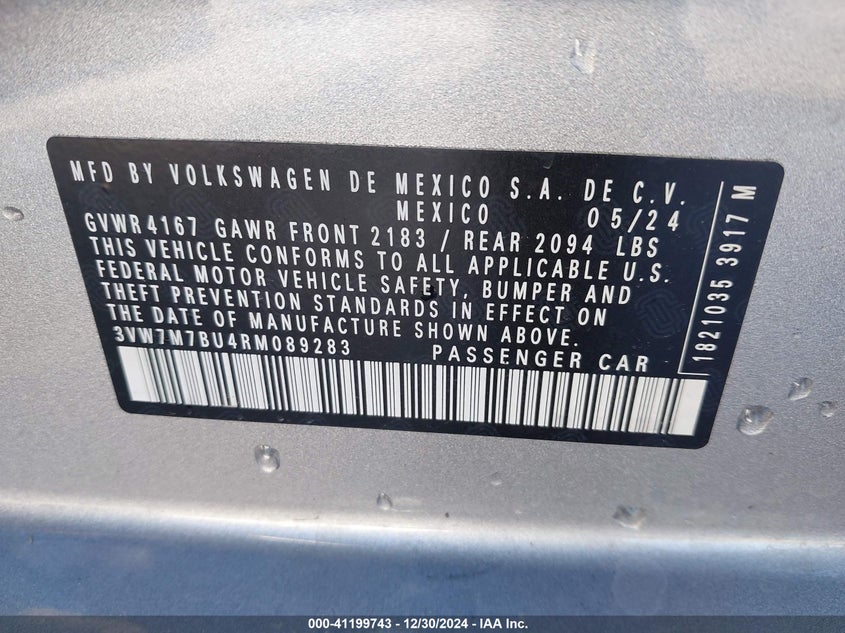 MFD BY VOLKSWAGEN DE MEXICO S.A. DE C.V.
MEXICO 05/24
GVWR 4167 GAWR FRONT 2183 / REAR 2094 LBS
THIS VEHICLE CONFORMS TO ALL APPLICABLE U.S.
FEDERAL MOTOR VEHICLE SAFETY, BUMPER AND
THEFT PREVENTION STANDARDS IN EFFECT ON
THE DATE OF MANUFACTURE SHOWN ABOVE.
3VW7M7BU4RM089283 PASSENGER CAR
1821035 3917 M
000-41199743 - 12/30/2024 - IAA Inc.